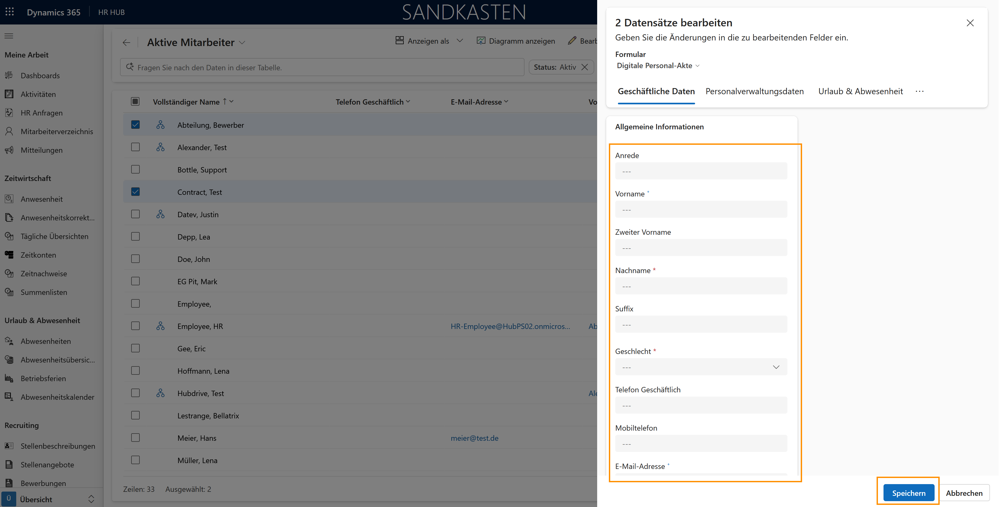 Dynamics 365
HR HUB
SANDKASTEN
Meine Arbeit
Dashboards
Aktivitäten
HR Anfragen
Mitarbeiterverzeichnis
Mitteilungen
Zeitwirtschaft
Anwesenheit
Anwesenheitskorrekt...
Tägliche Übersichten
Zeitkonten
Zeitnachweise
Summenlisten
Urlaub & Abwesenheit
Abwesenheiten
Abwesenheitsübersic...
Betriebsferien
Abwesenheitskalender
Recruiting
Stellenbeschreibungen
Stellenangebote
Bewerbungen
Ü Übersicht
Aktive Mitarbeiter
Anzeigen als
Diagramm anzeigen
Bearb
Fragen Sie nach den Daten in dieser Tabelle.
Status: Aktiv
Vollständiger Name ↑ Telefon Geschäftlich E-Mail-Adresse Vo
Abteilung, Bewerber
Alexander, Test
Bottle, Support
Contract, Test
Datev, Justin
Depp, Lea
Doe, John
EG Pit, Mark
Employee,
Employee, HR HR-Employee@HubPS02.onmicros... Ab
Gee, Eric
Hoffmann, Lena
Hubdrive, Test Ale
Lestrange, Bellatrix
Meier, Hans meier@test.de
Müller, Lena
Zeilen: 33 Ausgewählt: 2
2 Datensätze bearbeiten
Geben Sie die Änderungen in die zu bearbeitenden Felder ein.
Formular
Digitale Personal-Akte
Geschäftliche Daten Personalverwaltungsdaten Urlaub & Abwesenheit ...
Allgemeine Informationen
Anrede
---
Vorname +
---
Zweiter Vorname
---
Nachname *
---
Suffix
---
Geschlecht *
---
Telefon Geschäftlich
---
Mobiltelefon
---
E-Mail-Adresse +
Speichern Abbrechen